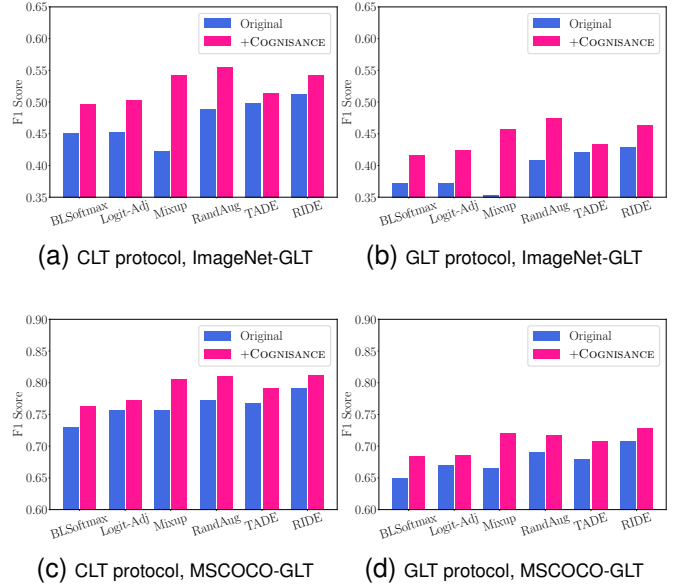 0.65
0.60
0.55
0.50
0.45
0.40
0.35
F1 Score
Original
+COGNISANCE
BLSoftmax
Logit-Adj
Mixup
RandAug
TADE
RIDE
(a) CLT protocol, ImageNet-GLT
0.65
0.60
0.55
0.50
0.45
0.40
0.35
F1 Score
Original
+COGNISANCE
BLSoftmax
Logit-Adj
Mixup
RandAug
TADE
RIDE
(b) GLT protocol, ImageNet-GLT
0.90
0.85
0.80
0.75
0.70
0.65
0.60
F1 Score
Original
+COGNISANCE
BLSoftmax
Logit-Adj
Mixup
RandAug
TADE
RIDE
(c) CLT protocol, MSCOCO-GLT
0.90
0.85
0.80
0.75
0.70
0.65
0.60
F1 Score
Original
+COGNISANCE
BLSoftmax
Logit-Adj
Mixup
RandAug
TADE
RIDE
(d) GLT protocol, MSCOCO-GLT